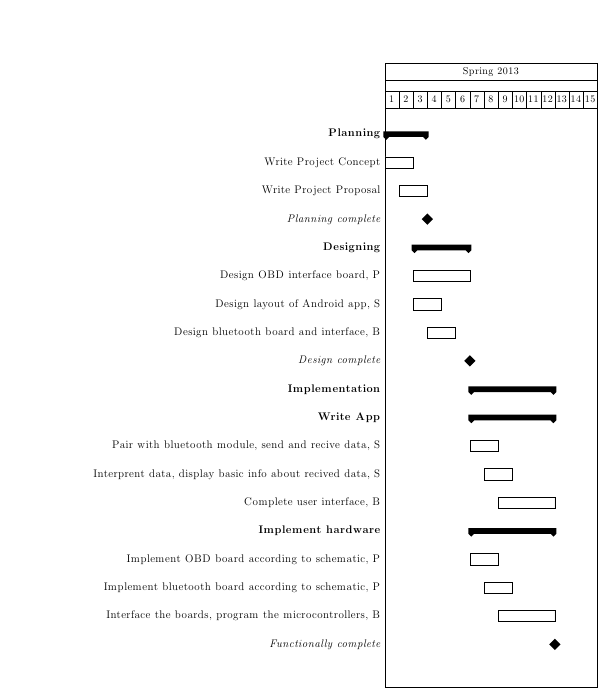 Spring 2013
1 2 3 4 5 6 7 8 9 10 11 12 13 14 15
Planning
Write Project Concept
Write Project Proposal
Planning complete
Designing
Design OBD interface board, P
Design layout of Android app, S
Design bluetooth board and interface, B
Design complete
Implementation
Write App
Pair with bluetooth module, send and recive data, S
Interprent data, display basic info about recived data, S
Complete user interface, B
Implement hardware
Implement OBD board according to schematic, P
Implement bluetooth board according to schematic, P
Interface the boards, program the microcontrollers, B
Functionally complete